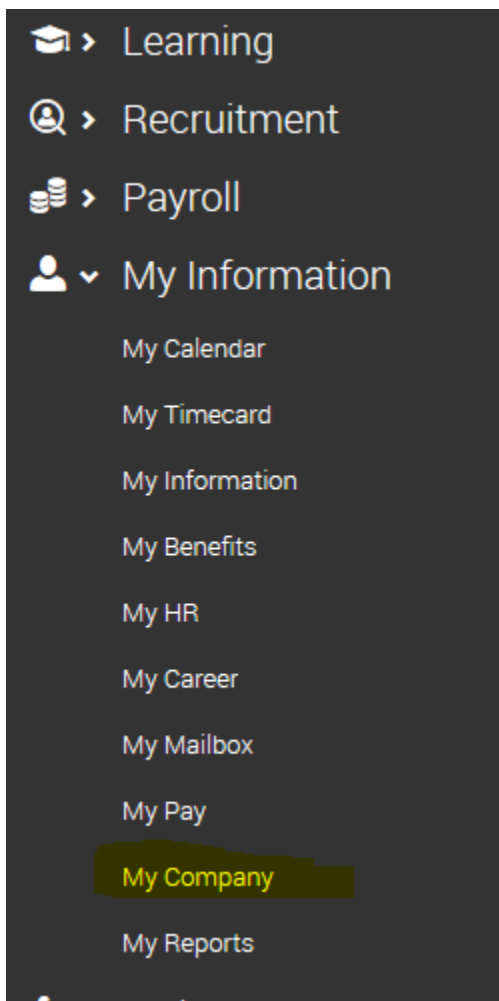 Learning
Recruitment
Payroll
My Information
My Calendar
My Timecard
My Information
My Benefits
My HR
My Career
My Mailbox
My Pay
My Company
My Reports